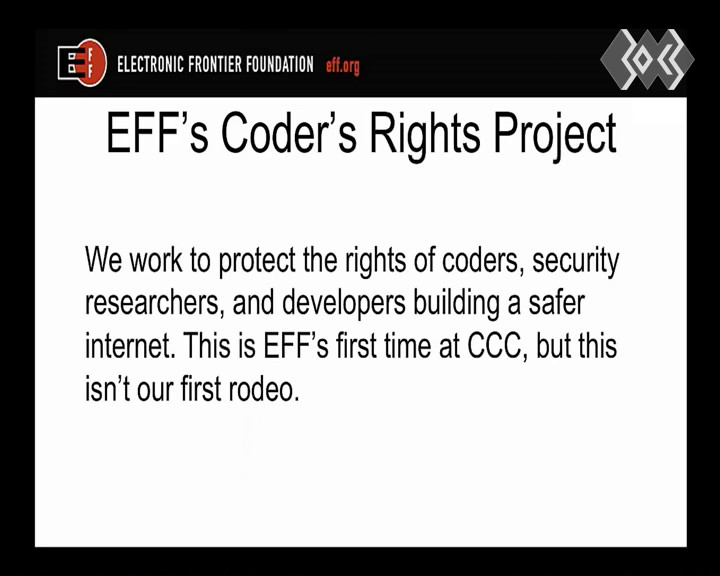 ELECTRONIC FRONTIER FOUNDATION eff.org
EFF's Coder's Rights Project
We work to protect the rights of coders, security
researchers, and developers building a safer
internet. This is EFF's first time at CCC, but this
isn't our first rodeo.